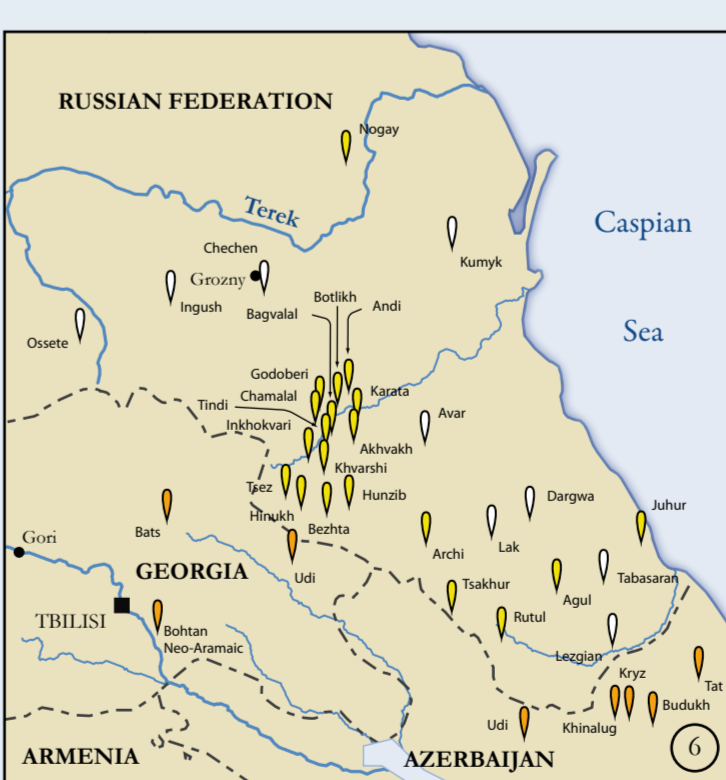 RUSSIAN FEDERATION
Nogay
Terek
Caspian
Sea
Chechen
Grozny
Kumyk
Ingush
Botlikh
Andi
Bagvalal
Ossete
Godoberi
Chamalal
Karata
Tindi
Avar
Inkhokvari
Akhvakh
Khvarshi
Tsez
Hunzib
Dargwa
Juhur
Hinukh
Bezhta
Bats
Lak
Gori
Archi
Udi
GEORGIA
Tabasaran
Tsakhur
Agul
TBILISI
Rutul
Bohtan
Neo-Aramaic
Lezgian
Kryz
Tat
Budukh
Udi
Khinalug
6
ARMENIA
AZERBAIJAN